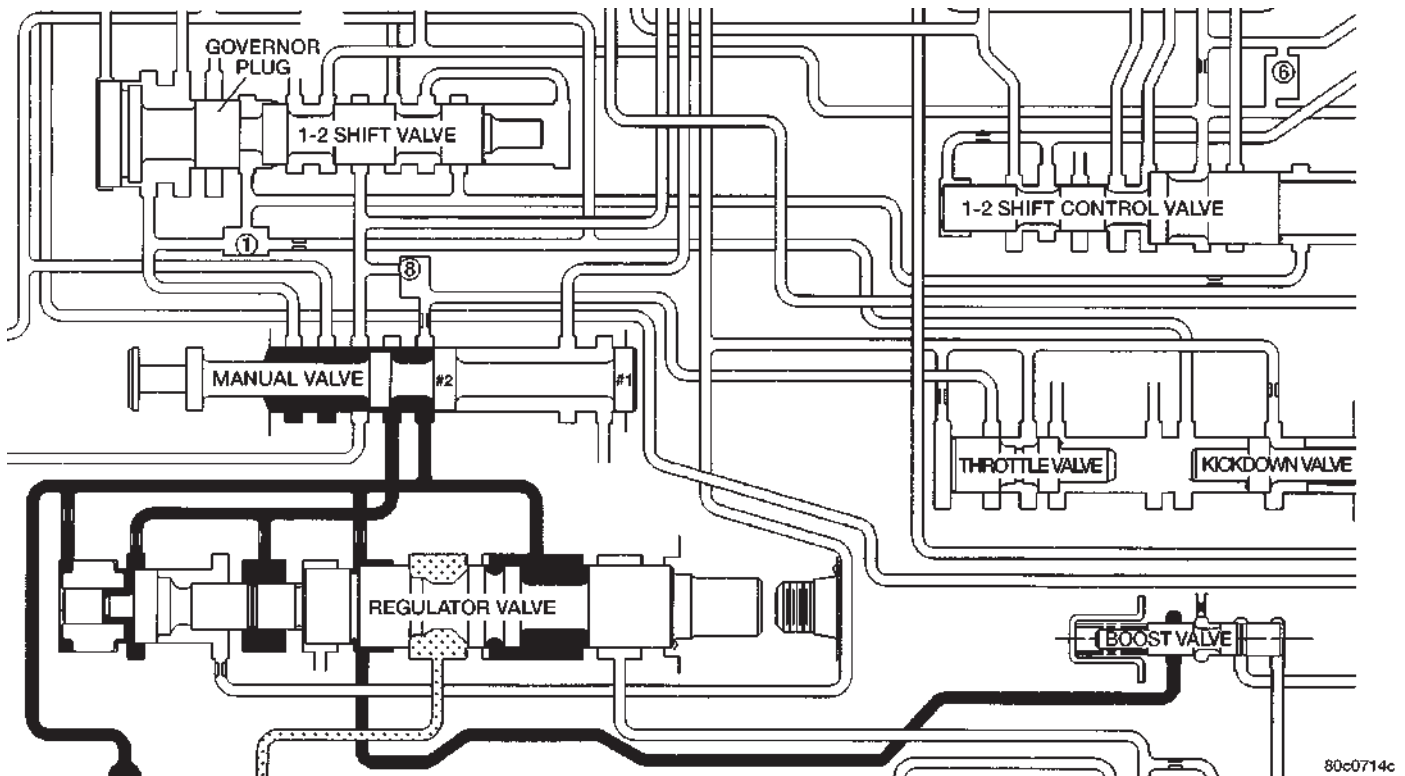 GOVERNOR
PLUG
6
1-2 SHIFT VALVE
1-2 SHIFT CONTROL VALVE
1
8
MANUAL VALVE
#2
#1
THROTTLE VALVE
KICKDOWN VALVE
REGULATOR VALVE
BOOST VALVE
80c0714c